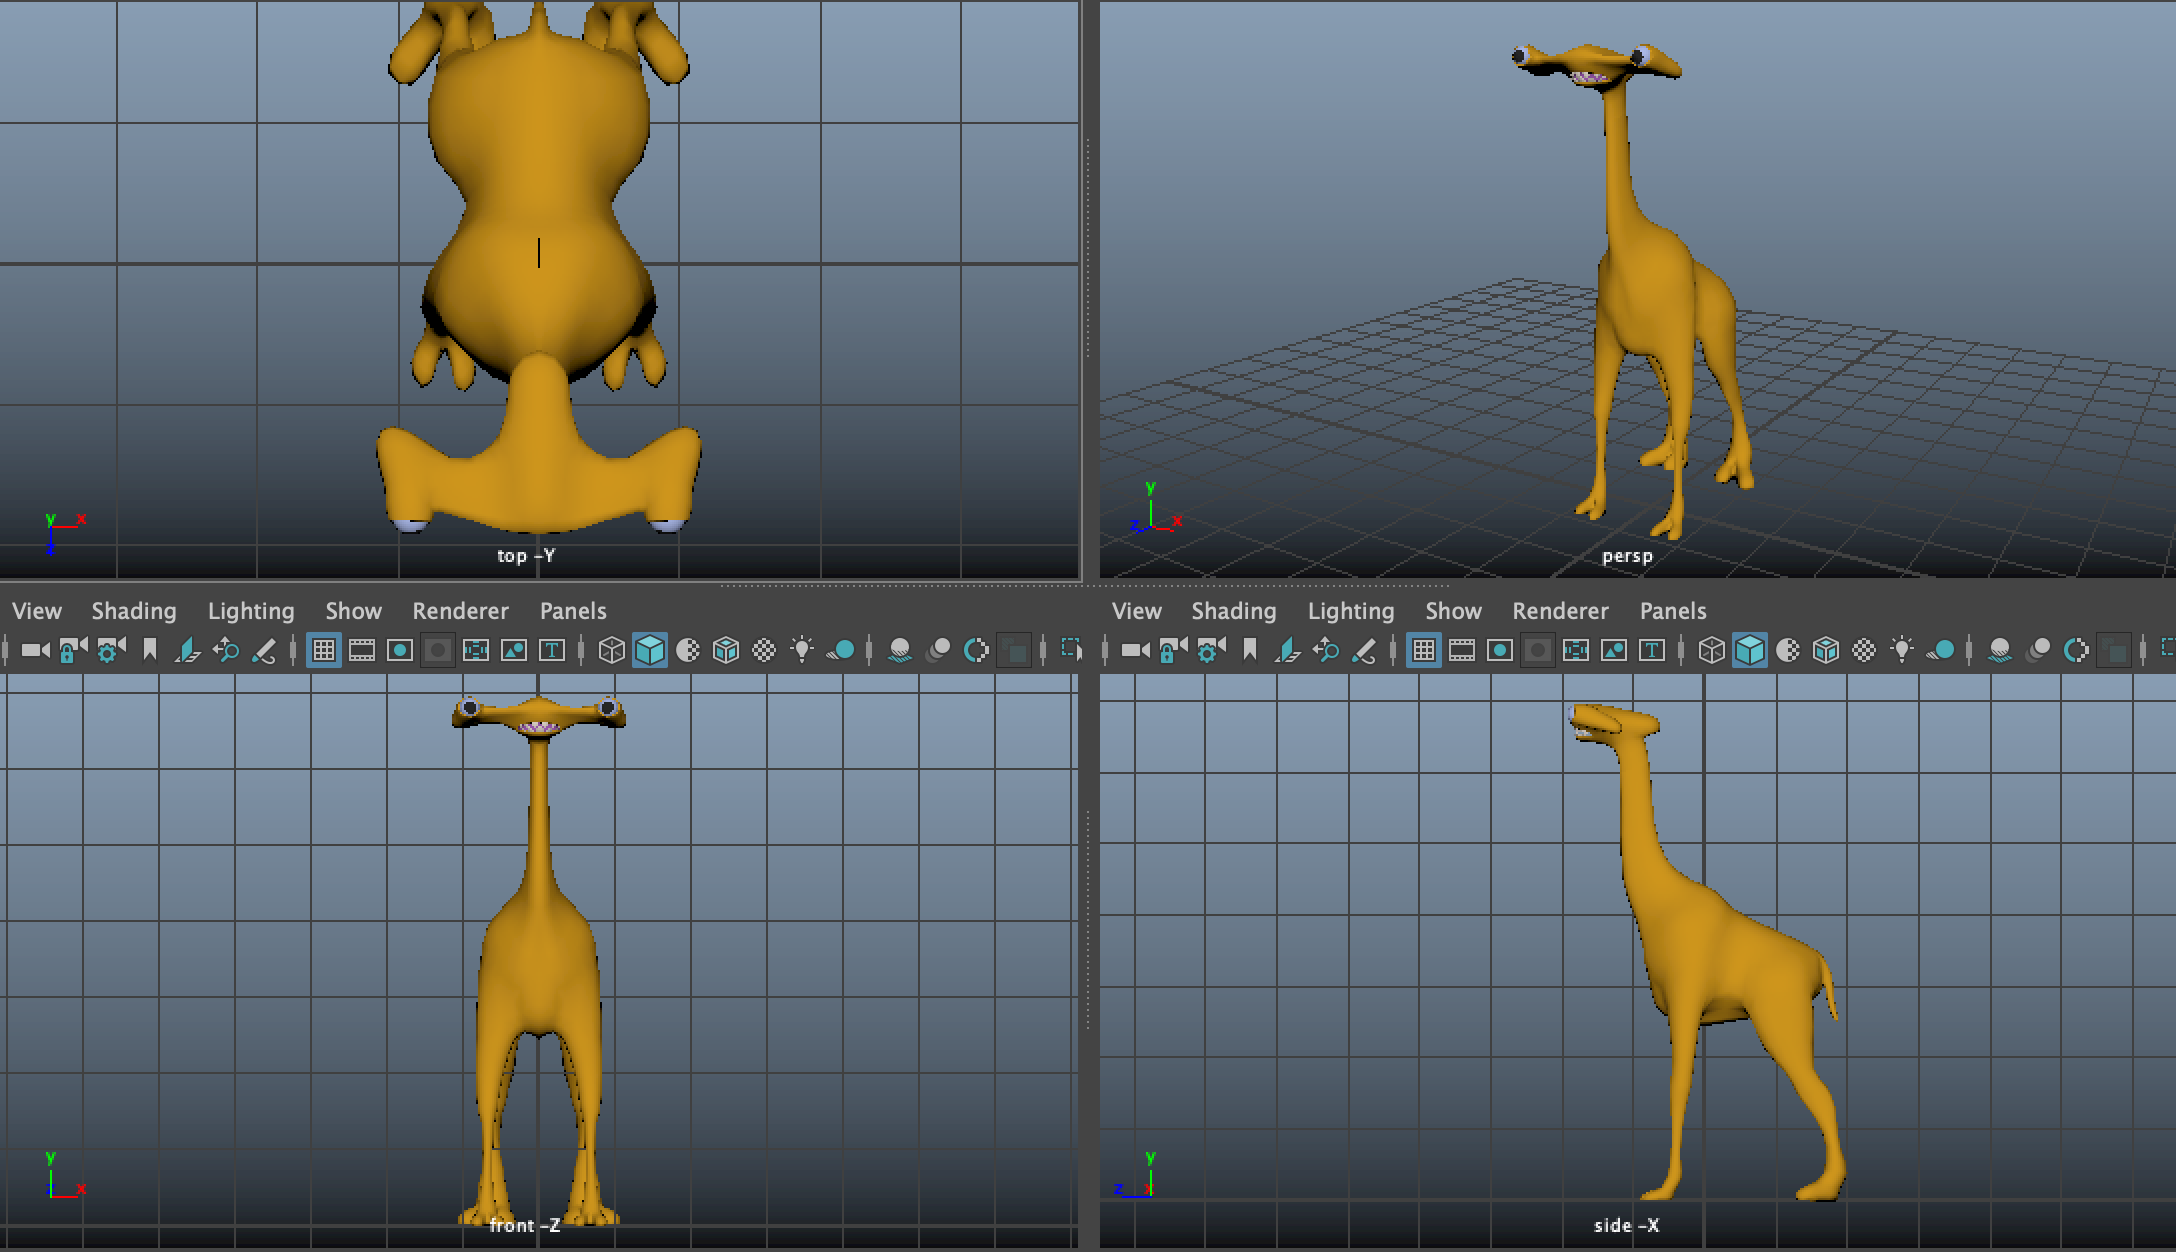 y x
z
top -Y
y
z x
persp
View Shading Lighting Show Renderer Panels
View Shading Lighting Show Renderer Panels
T
T
y
z x
front -Z
y
z x
side -X